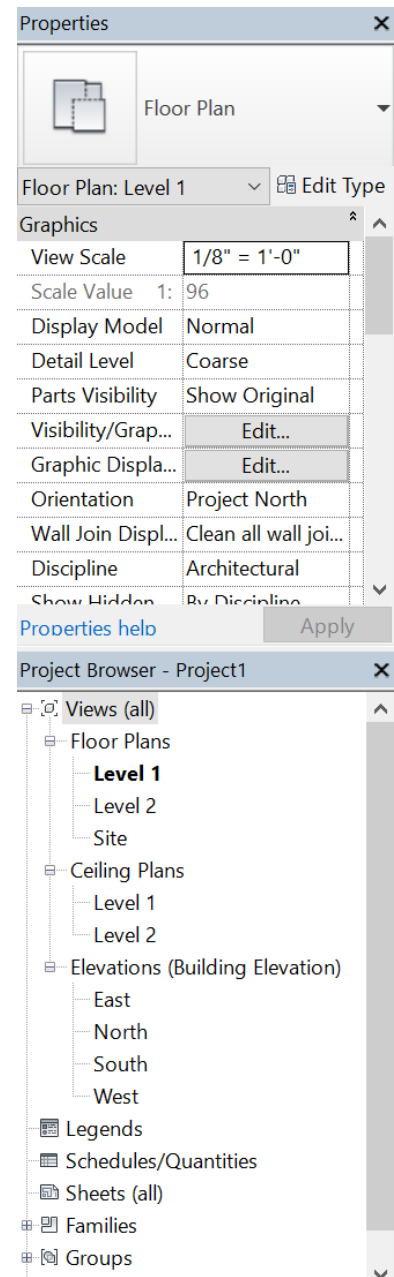 Properties
Floor Plan
Floor Plan: Level 1 Edit Type
Graphics
View Scale 1/8" = 1'-0"
Scale Value 1: 96
Display Model Normal
Detail Level Coarse
Parts Visibility Show Original
Visibility/Grap... Edit...
Graphic Displa... Edit...
Orientation Project North
Wall Join Displ... Clean all wall joi...
Discipline Architectural
Show Hidden By Discipline
Properties help Apply
Project Browser - Project1
Views (all)
Floor Plans
Level 1
Level 2
Site
Ceiling Plans
Level 1
Level 2
Elevations (Building Elevation)
East
North
South
West
Legends
Schedules/Quantities
Sheets (all)
Families
Groups